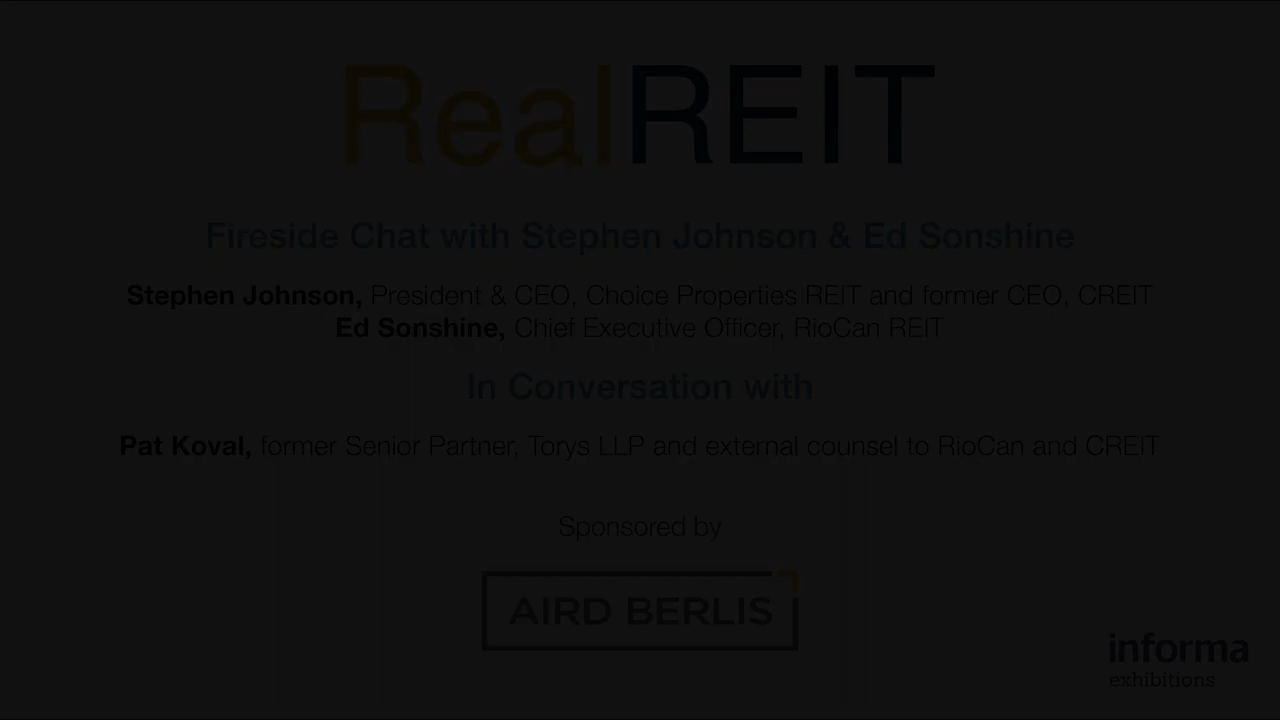 RealREIT
Fireside Chat with Stephen Johnson & Ed Sonshine
Stephen Johnson, President & CEO, Choice Properties REIT and former CEO, CREIT
Ed Sonshine, Chief Executive Officer, RioCan REIT
In Conversation with
Pat Koval, former Senior Partner, Torys LLP and external counsel to RioCan and CREIT
Sponsored by
AIRD BERLIS
informa
exhibitions